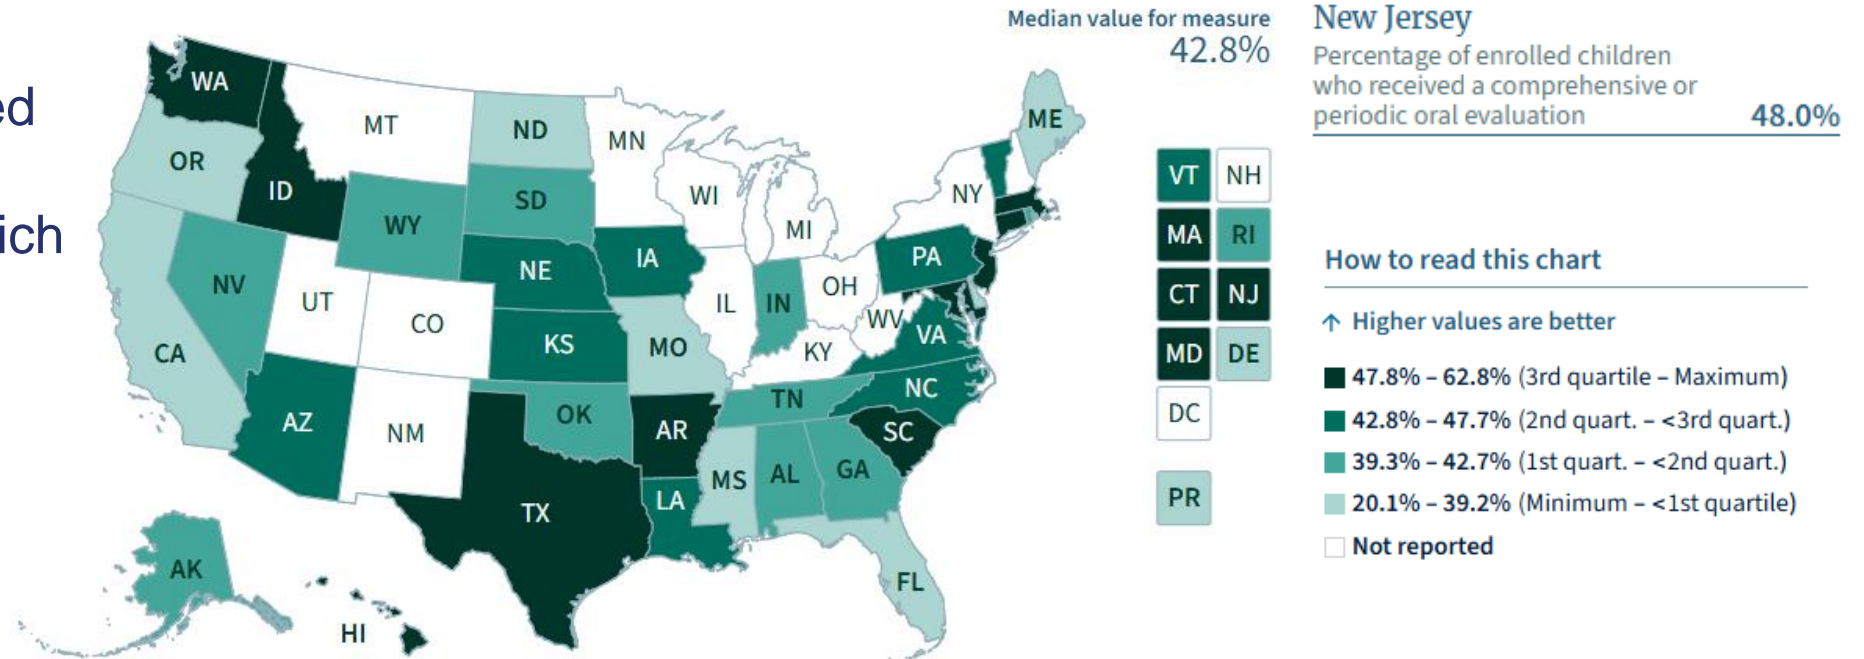 ed
ich
Median value for measure
42.8%
New Jersey
Percentage of enrolled children
who received a comprehensive or
periodic oral evaluation 48.0%
WA
MT
ND
MN
ME
OR
ID
WY
SD
WI
MI
NY
VT NH
MA RI
CT NJ
MD DE
DC
PR
NV
UT
CO
NE
IA
IL
IN
OH
PA
WV
VA
CA
KS
MO
KY
NC
AZ
NM
OK
AR
TN
SC
TX
LA
MS
AL
GA
FL
AK
HI
How to read this chart
↑ Higher values are better
47.8% – 62.8% (3rd quartile – Maximum)
42.8% – 47.7% (2nd quart. – <3rd quart.)
39.3% – 42.7% (1st quart. – <2nd quart.)
20.1% – 39.2% (Minimum – <1st quartile)
Not reported